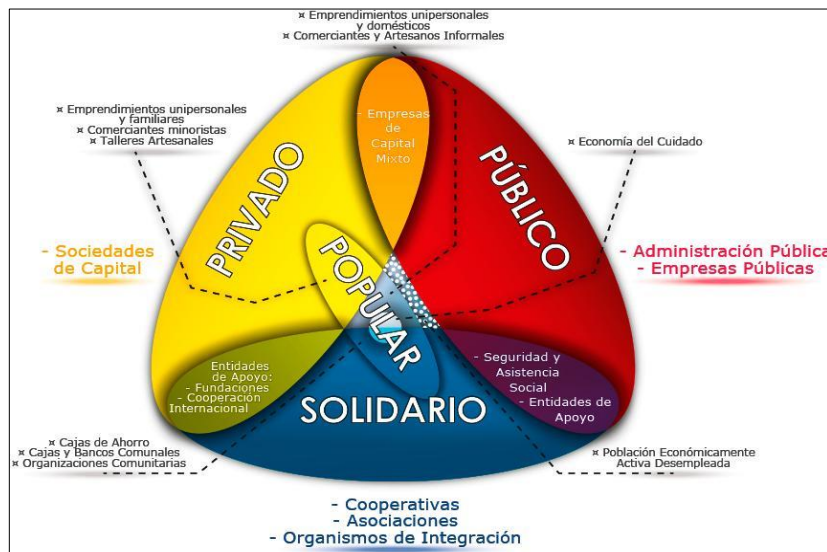 ¤ Emprendimientos unipersonales
y domésticos
¤ Comerciantes y Artesanos Informales
¤ Emprendimientos unipersonales
y familiares
¤ Comerciantes minoristas
¤ Talleres Artesanales
- Empresas
de
Capital
Mixto
¤ Economía del Cuidado
PRIVADO
PÚBLICO
- Sociedades
de Capital
- Administración Pública
- Empresas Públicas
POPULAR
Entidades
de Apoyo:
- Fundaciones
- Cooperación
Internacional
- Seguridad y
Asistencia
Social
- Entidades de
Apoyo
SOLIDARIO
¤ Cajas de Ahorro
¤ Cajas y Bancos Comunales
¤ Organizaciones Comunitarias
¤ Población Económicamente
Activa Desempleada
- Cooperativas
- Asociaciones
- Organismos de Integración